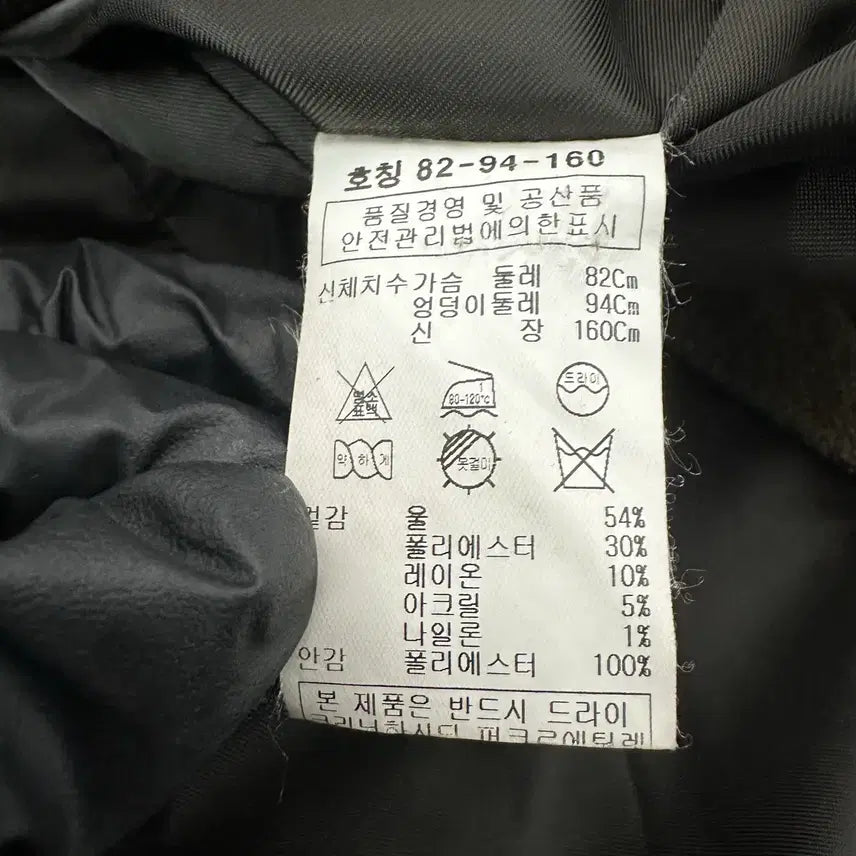 호칭 82-94-160
품질경영 및 공산품
안전관리법에의한표시
신체치수 가슴 둘레 82Cm
엉덩이둘레 94Cm
신 장 160Cm
염소
표백
1
80-120℃
드라이
약하게
옷걸이
겉감 울 54%
폴리에스터 30%
레이온 10%
아크릴 5%
나일론 1%
안감 폴리에스터 100%
본 제품은 반드시 드라이